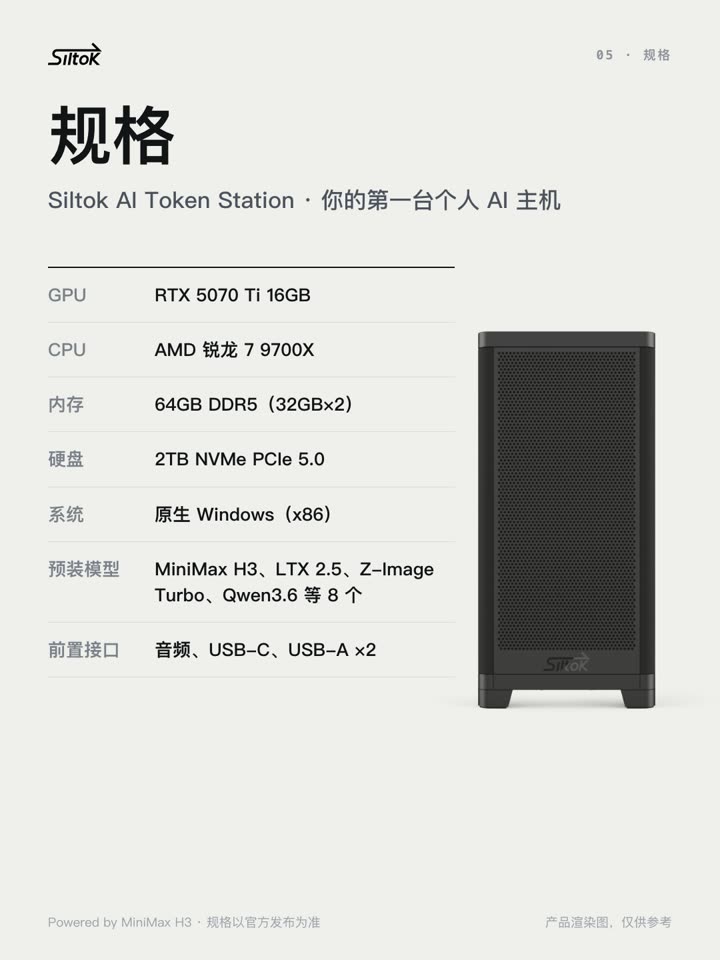 Siltok
05 · 规格
规格
Siltok AI Token Station · 你的第一台个人 AI 主机
GPU RTX 5070 Ti 16GB
CPU AMD 锐龙 7 9700X
内存 64GB DDR5（32GB×2）
硬盘 2TB NVMe PCIe 5.0
系统 原生 Windows（x86）
预装模型 MiniMax H3、LTX 2.5、Z-Image
Turbo、Qwen3.6 等 8 个
前置接口 音频、USB-C、USB-A ×2
Siltok
Powered by MiniMax H3 · 规格以官方发布为准
产品渲染图，仅供参考